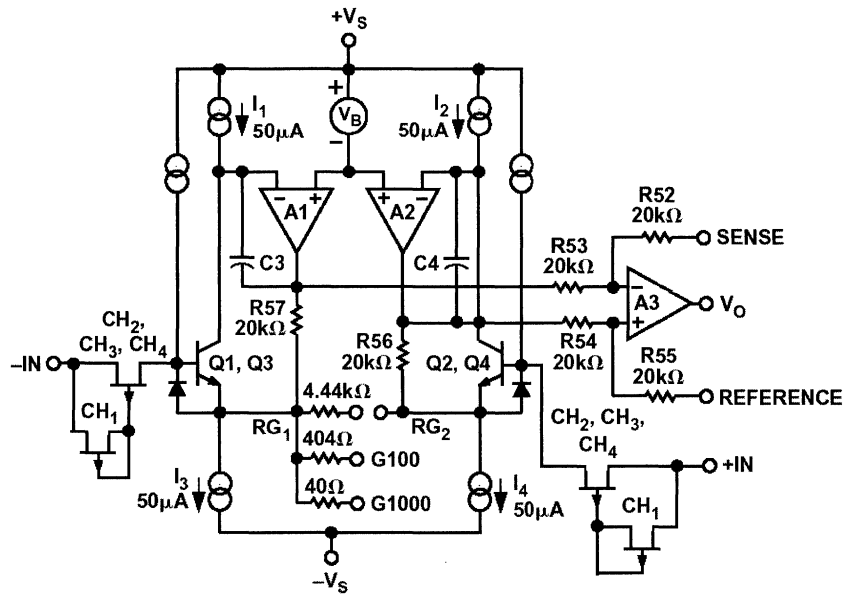 +VS
I1
50µA
+
VB
−
I2
50µA
− +
A1
+ −
A2
C3
C4
R57
20kΩ
R56
20kΩ
R53
20kΩ
R52
20kΩ
SENSE
−
A3
+
VO
R54
20kΩ
R55
20kΩ
REFERENCE
CH2,
CH3, CH4
−IN
Q1, Q3
Q2, Q4
CH1
4.44kΩ
RG1
RG2
404Ω
G100
40Ω
G1000
I3
50µA
I4
50µA
CH2, CH3,
CH4
+IN
CH1
−VS